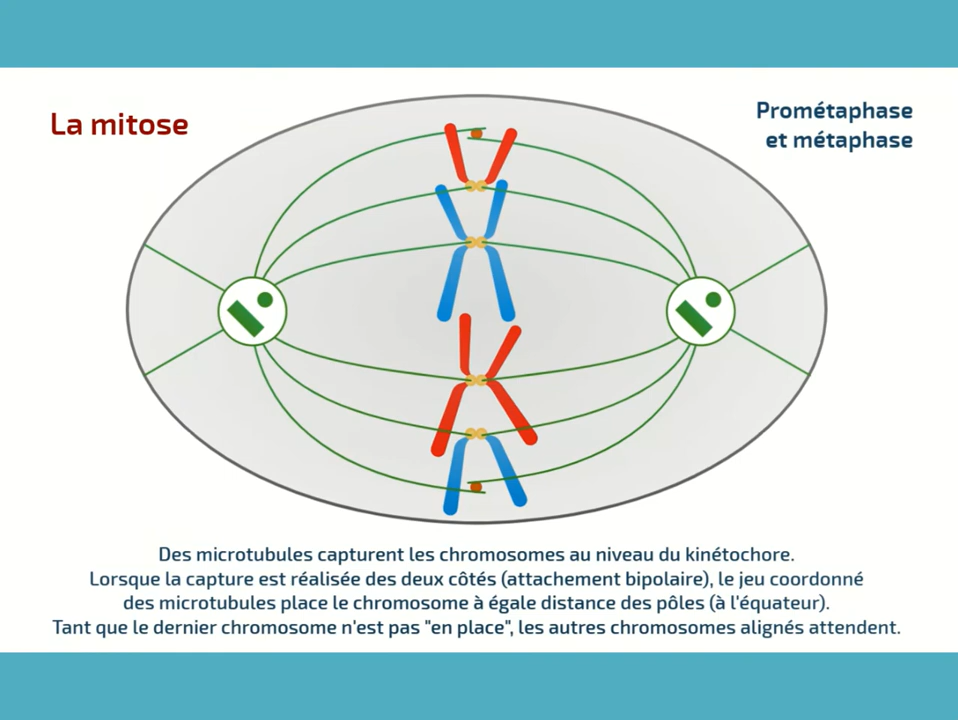 La mitose
Prométaphase
et métaphase
Des microtubules capturent les chromosomes au niveau du kinétochore.
Lorsque la capture est réalisée des deux côtés (attachement bipolaire), le jeu coordonné
des microtubules place le chromosome à égale distance des pôles (à l'équateur).
Tant que le dernier chromosome n'est pas "en place", les autres chromosomes alignés attendent.